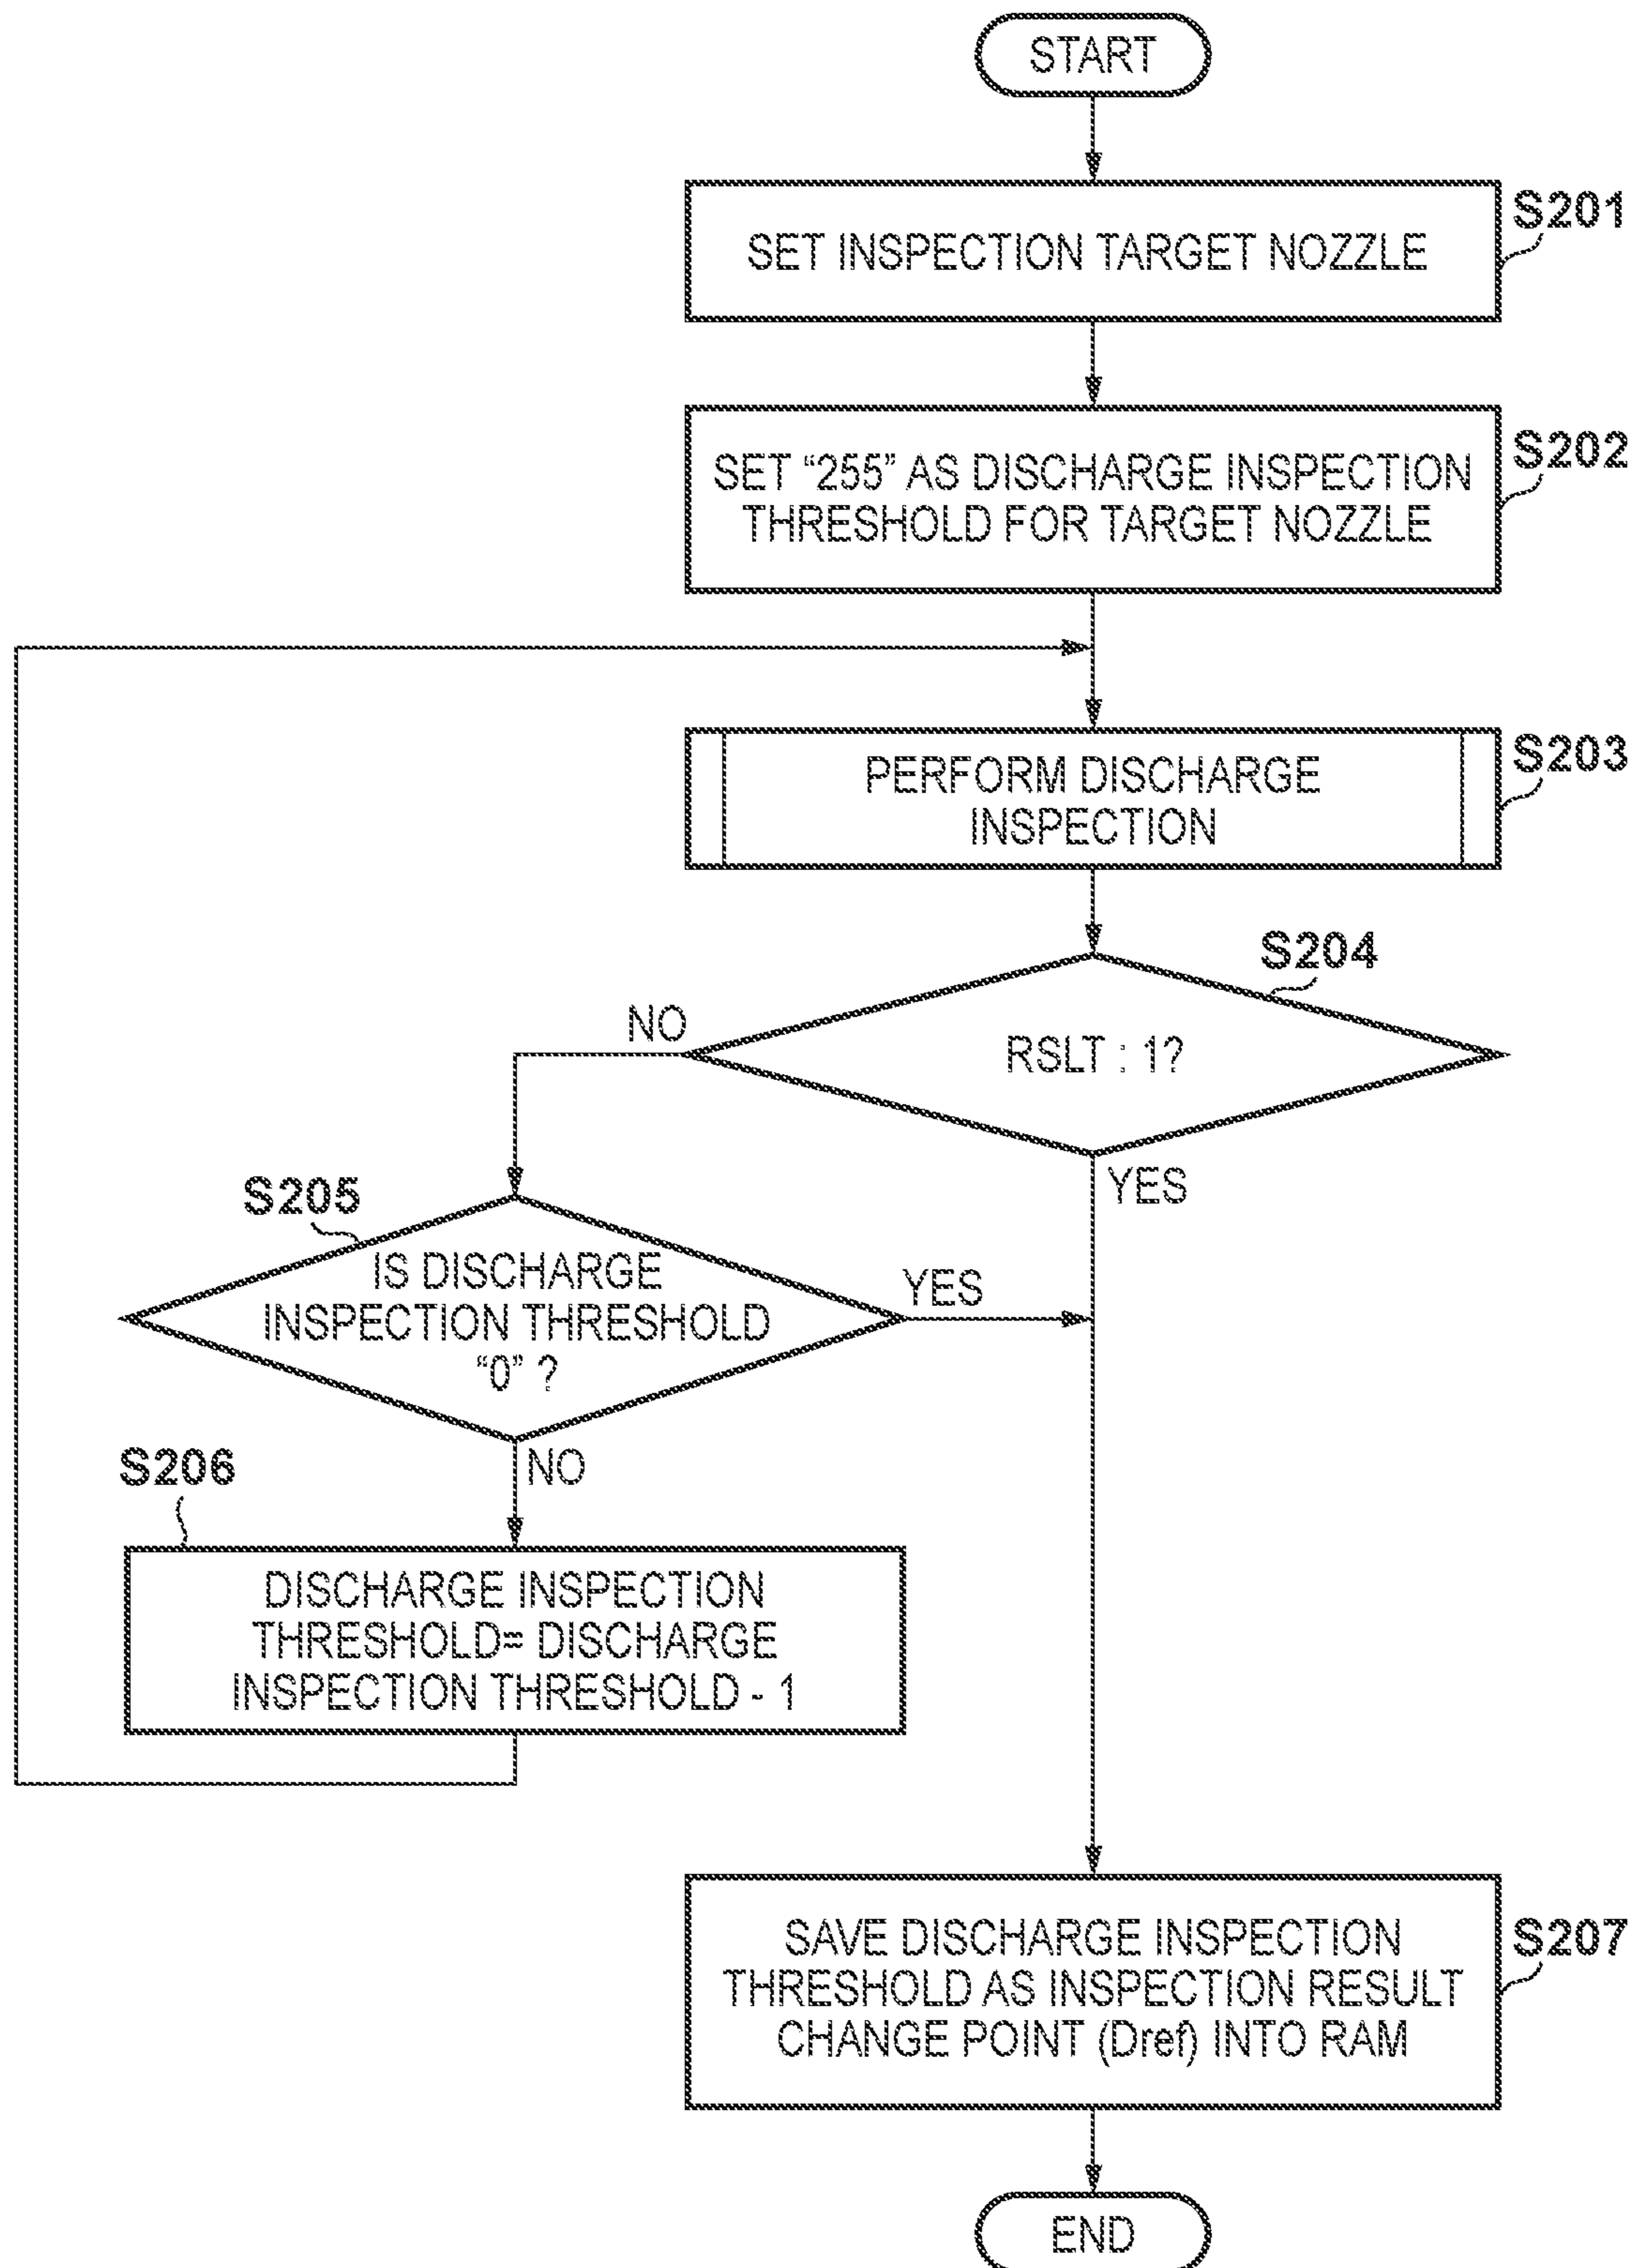 START
S201
SET INSPECTION TARGET NOZZLE
S202
SET “255” AS DISCHARGE INSPECTION
THRESHOLD FOR TARGET NOZZLE
S203
PERFORM DISCHARGE
INSPECTION
S204
NO
RSLT : 1?
YES
S205
IS DISCHARGE
INSPECTION THRESHOLD
“0” ?
YES
NO
S206
DISCHARGE INSPECTION
THRESHOLD= DISCHARGE
INSPECTION THRESHOLD - 1
S207
SAVE DISCHARGE INSPECTION
THRESHOLD AS INSPECTION RESULT
CHANGE POINT (Dref) INTO RAM
END